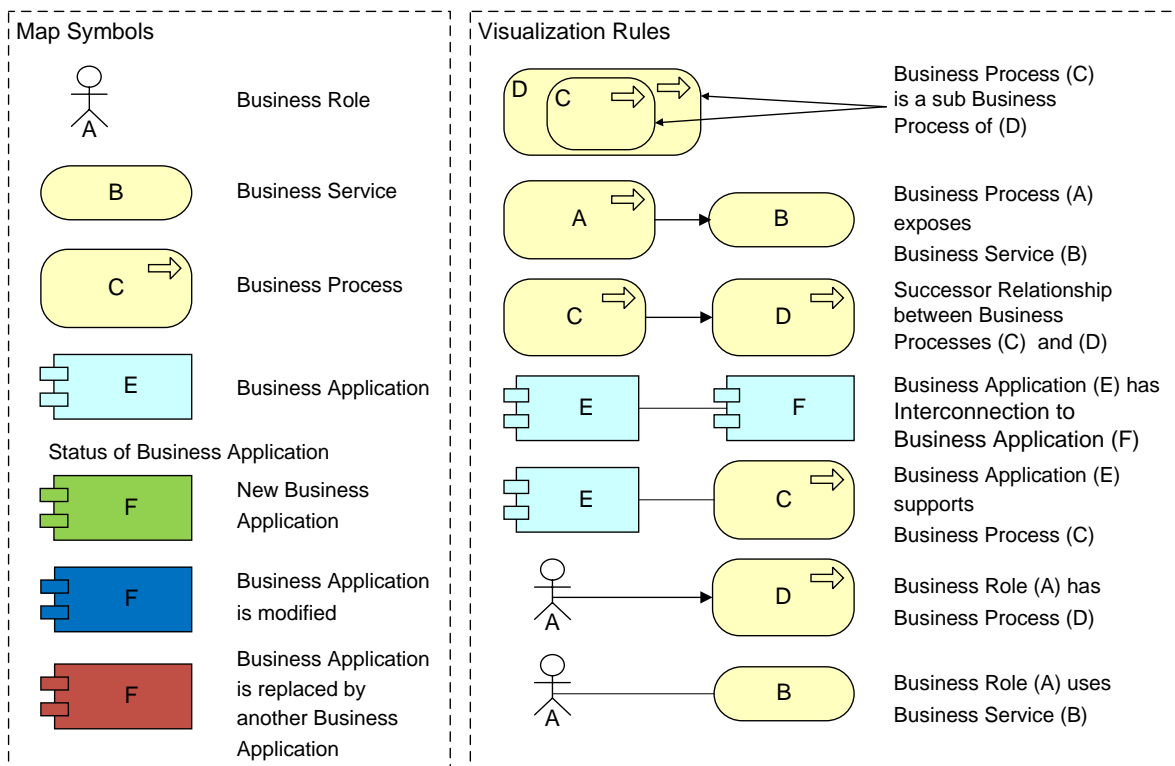 Map Symbols
A
Business Role
B
Business Service
C
Business Process
E
Business Application
Status of Business Application
F
New Business
Application
F
Business Application
is modified
F
Business Application
is replaced by
another Business
Application
Visualization Rules
D
C
Business Process (C)
is a sub Business
Process of (D)
A
B
Business Process (A)
exposes
Business Service (B)
C
D
Successor Relationship
between Business
Processes (C) and (D)
E
F
Business Application (E) has
Interconnection to
Business Application (F)
E
C
Business Application (E)
supports
Business Process (C)
A
D
Business Role (A) has
Business Process (D)
A
B
Business Role (A) uses
Business Service (B)